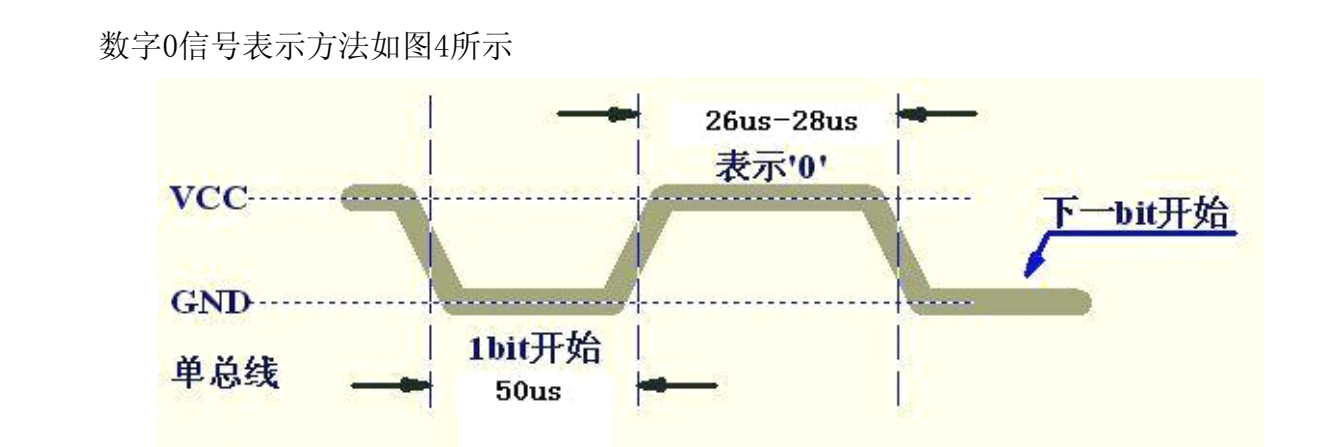 数字0信号表示方法如图4所示
26us-28us
表示'0'
VCC
下一bit开始
GND
1bit开始
单总线
50us